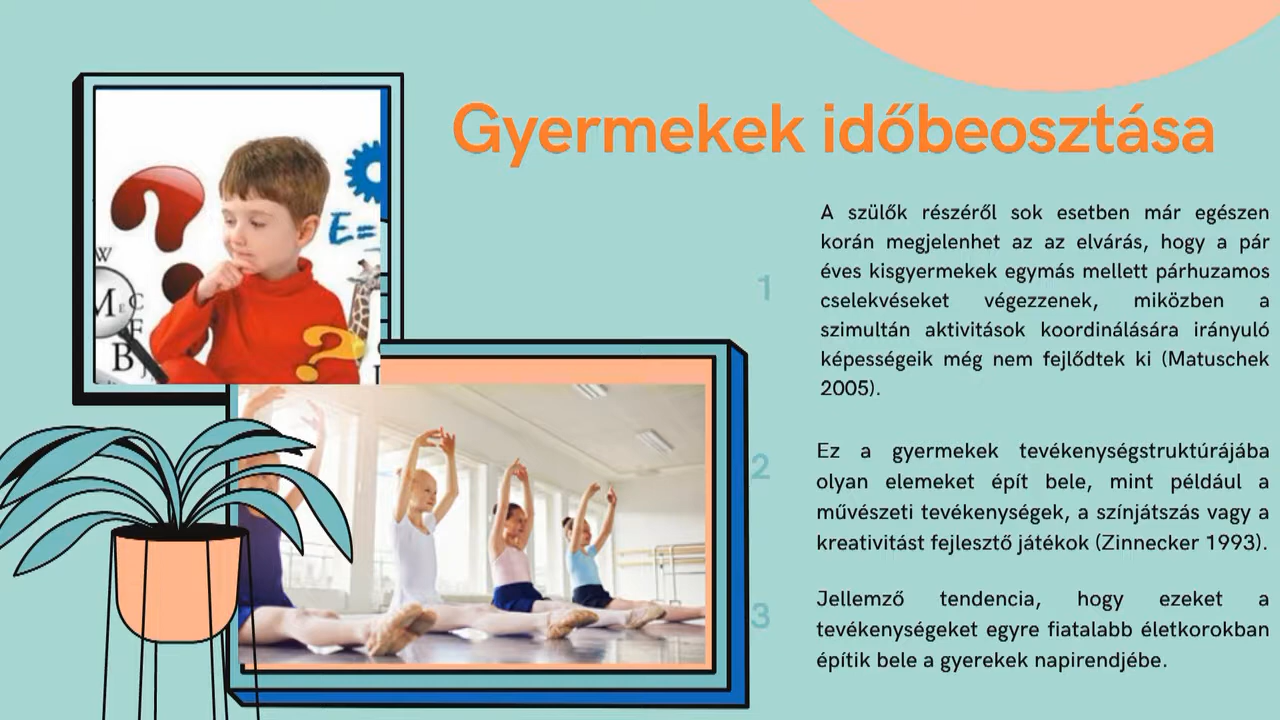 Gyermekek időbeosztása
E=
W
M E C
F
B J
1
A szülők részéről sok esetben már egészen
korán megjelenhet az az elvárás, hogy a pár
éves kisgyermekek egymás mellett párhuzamos
cselekvéseket végezzenek, miközben a
szimultán aktivitások koordinálására irányuló
képességeik még nem fejlődtek ki (Matuschek
2005).
2
Ez a gyermekek tevékenységstruktúrájába
olyan elemeket épít bele, mint például a
művészeti tevékenységek, a színjátszás vagy a
kreativitást fejlesztő játékok (Zinnecker 1993).
3
Jellemző tendencia, hogy ezeket a
tevékenységeket egyre fiatalabb életkorokban
építik bele a gyerekek napirendjébe.